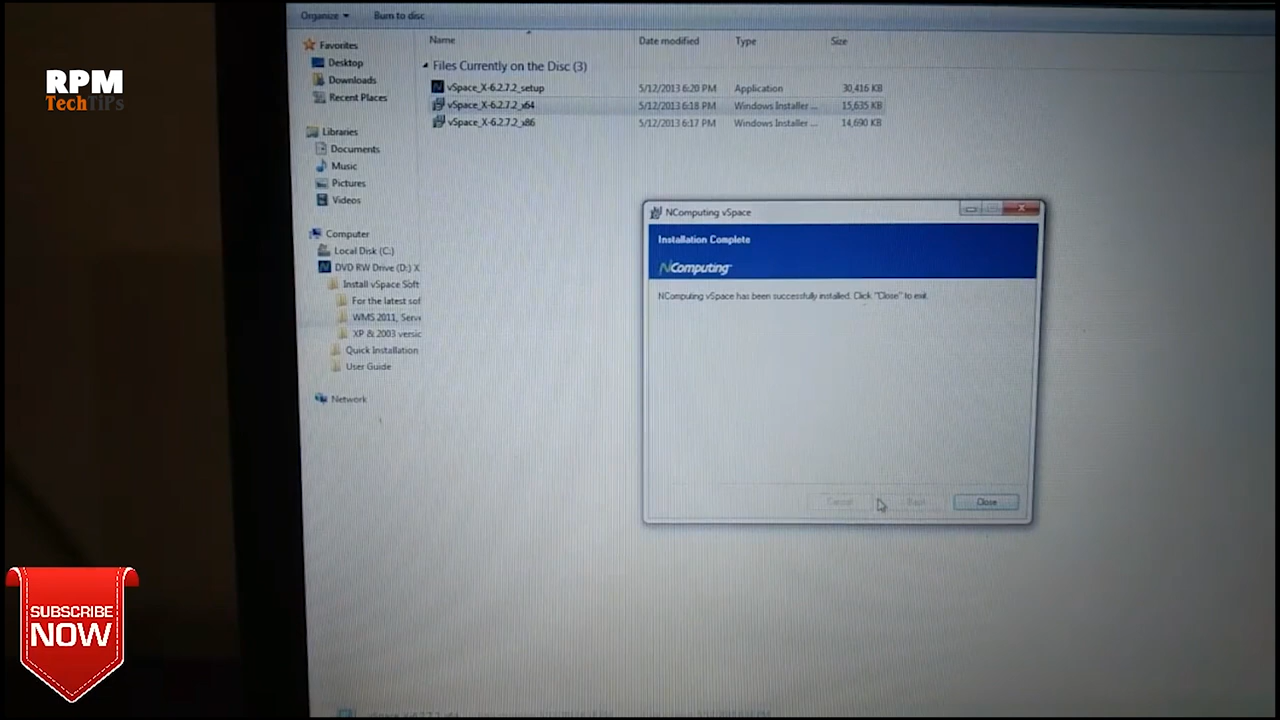 Organize Burn to disc
RPM
TechTiPs
Favorites
Desktop
Downloads
Recent Places
Libraries
Documents
Music
Pictures
Videos
Computer
Local Disk (C:)
DVD RW Drive (D:) X
Install vSpace Soft
For the latest sof
WMS 2011, Serve
XP & 2003 versic
Quick Installation
User Guide
Network
Name Date modified Type Size
Files Currently on the Disc (3)
vSpace_X-6.2.7.2_setup 5/12/2013 6:20 PM Application 30,416 KB
vSpace_X-6.2.7.2_x64 5/12/2013 6:18 PM Windows Installer ... 15,635 KB
vSpace_X-6.2.7.2_x86 5/12/2013 6:17 PM Windows Installer ... 14,690 KB
NComputing vSpace
Installation Complete
NComputing
NComputing vSpace has been successfully installed. Click "Close" to exit.
Cancel Close
SUBSCRIBE
NOW